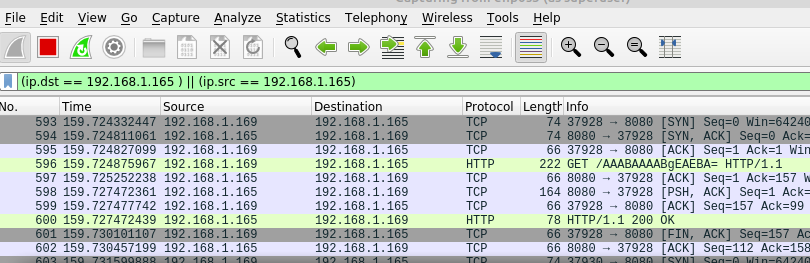 File Edit View Go Capture Analyze Statistics Telephony Wireless Tools Help
(ip.dst == 192.168.1.165 ) || (ip.src == 192.168.1.165)
No. Time Source Destination Protocol Length Info
593 159.724332447 192.168.1.169 192.168.1.165 TCP 74 37928 → 8080 [SYN] Seq=0 Win=64240
594 159.724811061 192.168.1.165 192.168.1.169 TCP 74 8080 → 37928 [SYN, ACK] Seq=0 Ack=
595 159.724827099 192.168.1.169 192.168.1.165 TCP 66 37928 → 8080 [ACK] Seq=1 Ack=1 Win
596 159.724875967 192.168.1.169 192.168.1.165 HTTP 222 GET /AAABAAAABgEAEBA= HTTP/1.1
597 159.725252238 192.168.1.165 192.168.1.169 TCP 66 8080 → 37928 [ACK] Seq=1 Ack=157 W
598 159.727472361 192.168.1.165 192.168.1.169 TCP 164 8080 → 37928 [PSH, ACK] Seq=1 Ack=
599 159.727477742 192.168.1.169 192.168.1.165 TCP 66 37928 → 8080 [ACK] Seq=157 Ack=99
600 159.727472439 192.168.1.165 192.168.1.169 HTTP 78 HTTP/1.1 200 OK
601 159.730101107 192.168.1.169 192.168.1.165 TCP 66 37928 → 8080 [FIN, ACK] Seq=157 Ac
602 159.730457199 192.168.1.165 192.168.1.169 TCP 66 8080 → 37928 [ACK] Seq=112 Ack=158